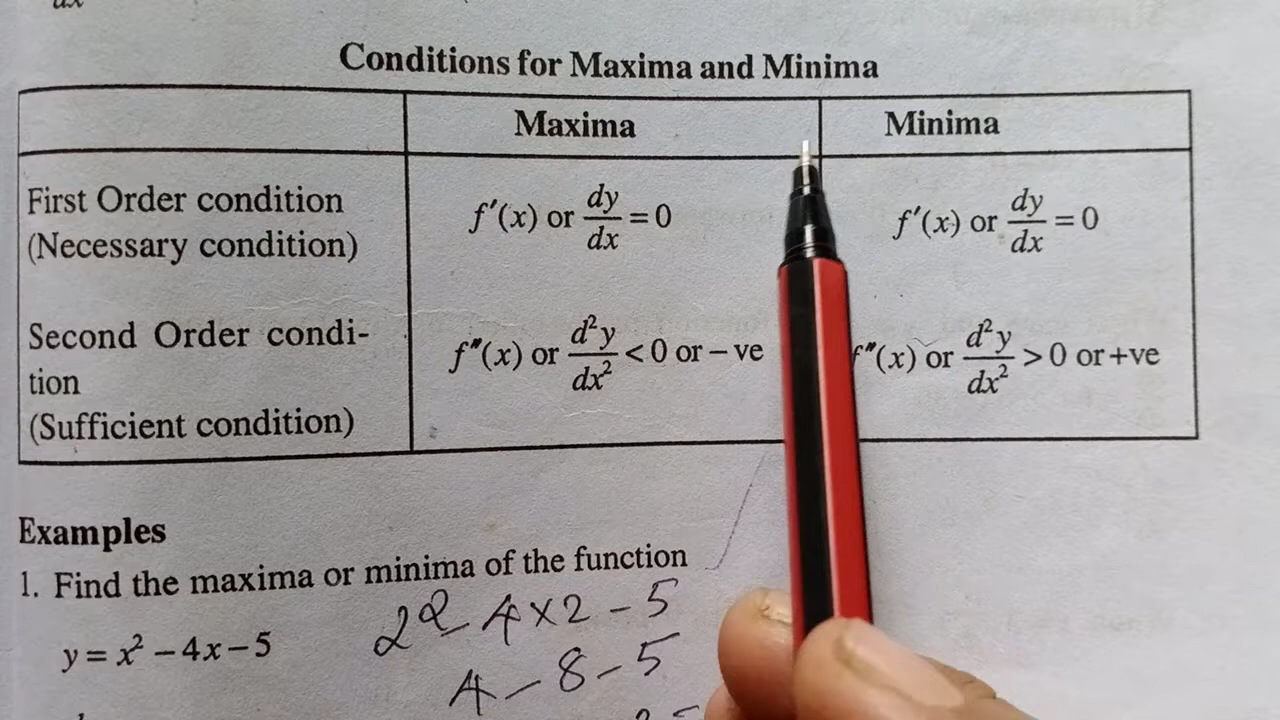 dx
Conditions for Maxima and Minima
Maxima Minima
First Order condition
(Necessary condition)
f'(x) or dy/dx = 0
f'(x) or dy/dx = 0
Second Order condi-
tion
(Sufficient condition)
f"(x) or d²y/dx² < 0 or – ve
f"(x) or d²y/dx² > 0 or +ve
Examples
1. Find the maxima or minima of the function
y = x² – 4x – 5
2² – 4×2 – 5
4 – 8 – 5